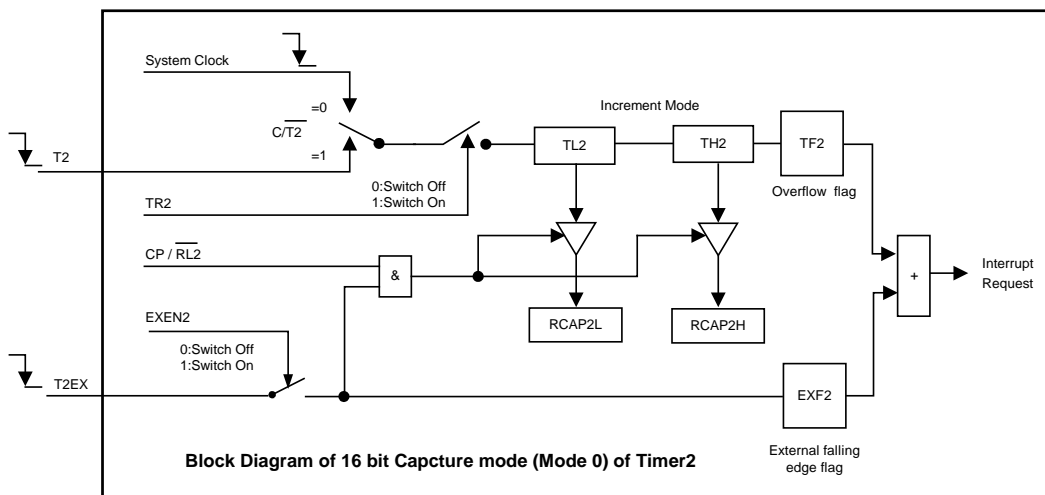 System Clock
=0
C/T2
=1
T2
TR2
0:Switch Off
1:Switch On
Increment Mode
TL2
TH2
TF2
Overflow flag
CP / RL2
&
+
Interrupt
Request
RCAP2L
RCAP2H
EXEN2
0:Switch Off
1:Switch On
T2EX
EXF2
External falling
edge flag
Block Diagram of 16 bit Capcture mode (Mode 0) of Timer2